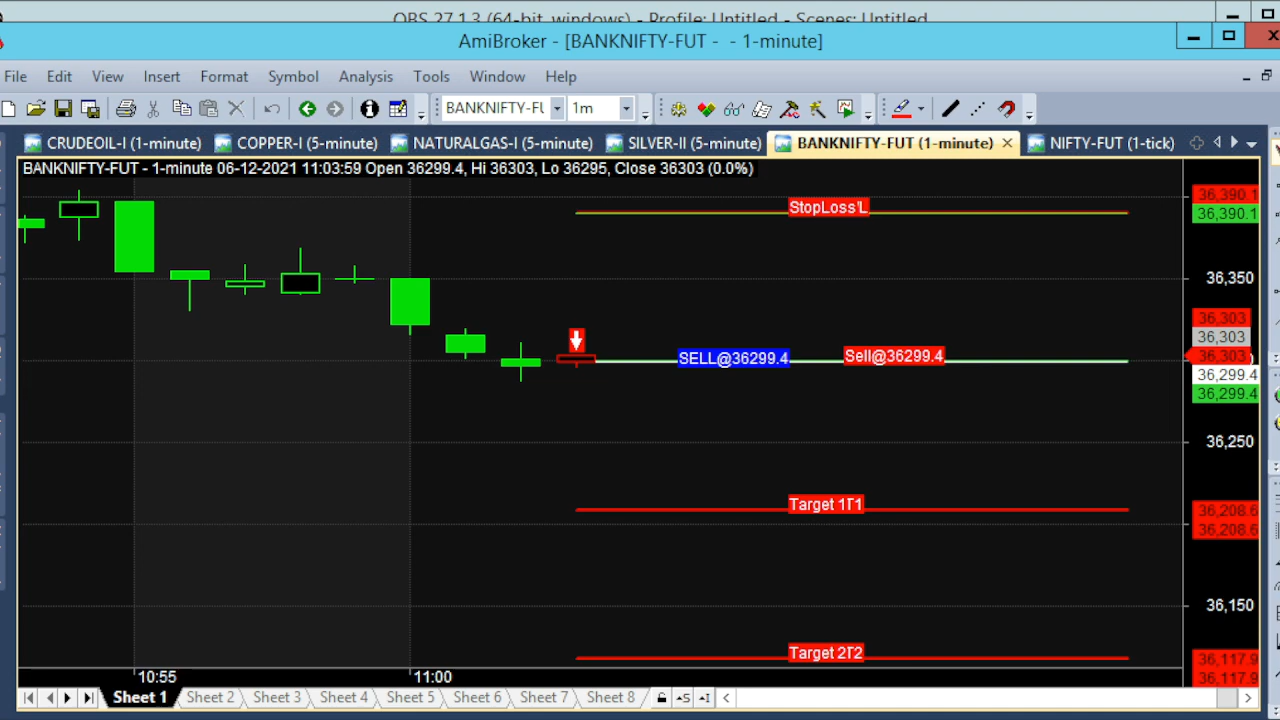 OBS 27.1.3 (64-bit, windows) - Profile: Untitled - Scenes: Untitled
AmiBroker - [BANKNIFTY-FUT - - 1-minute]
File Edit View Insert Format Symbol Analysis Tools Window Help
BANKNIFTY-FU 1m
CRUDEOIL-I (1-minute) COPPER-I (5-minute) NATURALGAS-I (5-minute) SILVER-II (5-minute) BANKNIFTY-FUT (1-minute) NIFTY-FUT (1-tick)
BANKNIFTY-FUT - 1-minute 06-12-2021 11:03:59 Open 36299.4, Hi 36303, Lo 36295, Close 36303 (0.0%)
36,390.1
StopLoss'L
36,390.1
36,350
36,303
36,303
SELL@36299.4 Sell@36299.4 36,303
36,299.4
36,299.4
36,250
Target 1T1
36,208.6
36,208.6
36,150
Target 2T2
36,117.9
36,117.9
10:55 11:00
Sheet 1 Sheet 2 Sheet 3 Sheet 4 Sheet 5 Sheet 6 Sheet 7 Sheet 8